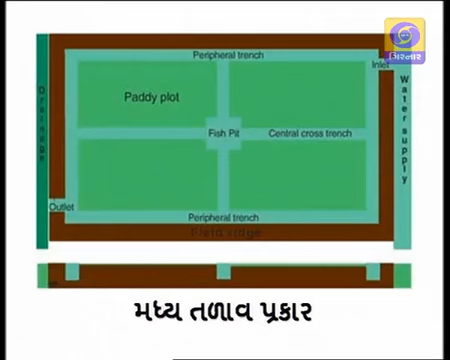 ગિરનાર
Peripheral trench
Inlet
Drainage
Water supply
Paddy plot
Fish Pit
Central cross trench
Outlet
Peripheral trench
Field ridge
મધ્ય તળાવ પ્રકાર